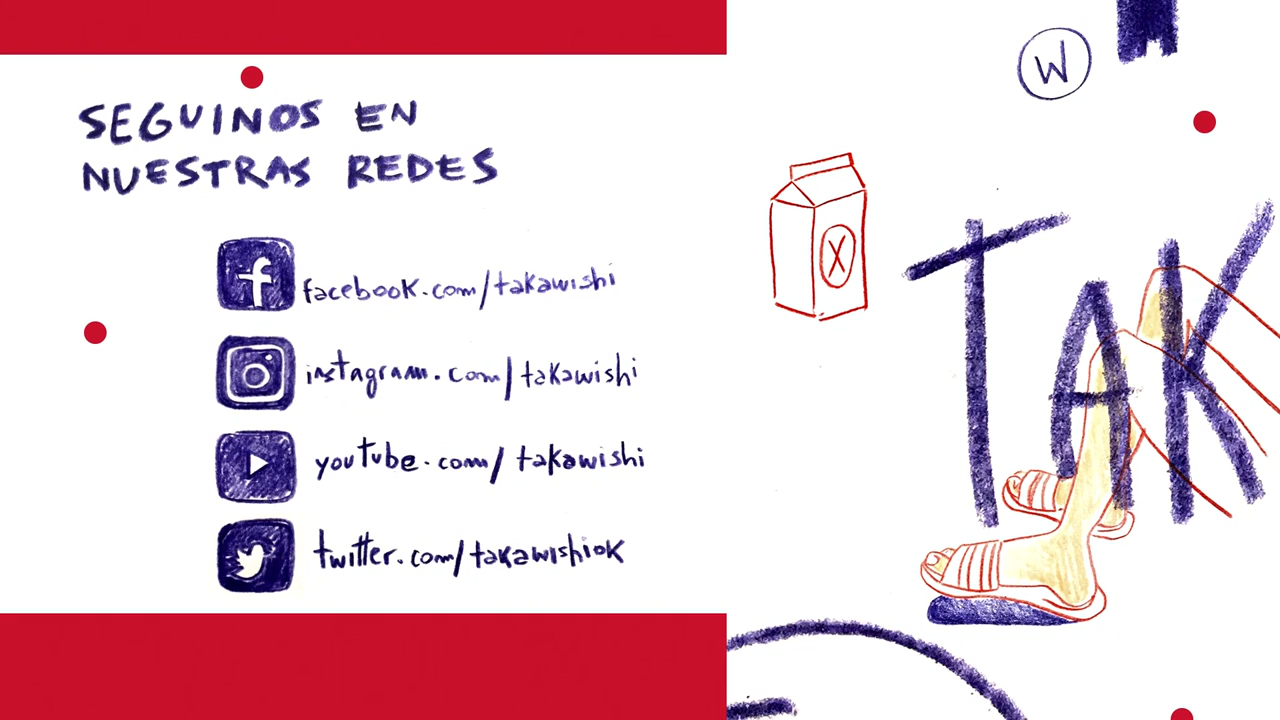 SEGUINOS EN
NUESTRAS REDES
f
facebook.com/takawishi
instagram.com/takawishi
youtube.com/takawishi
twitter.com/takawishiok
W
X
TAK